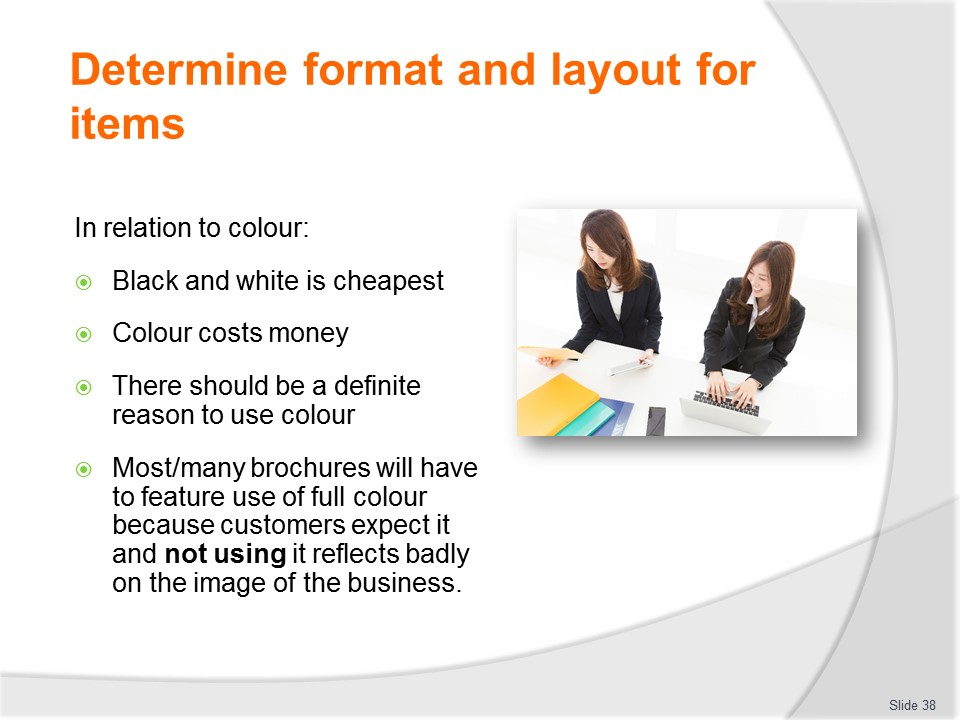 Determine format and layout for
items
In relation to colour:
Black and white is cheapest
Colour costs money
There should be a definite
reason to use colour
Most/many brochures will have
to feature use of full colour
because customers expect it
and not using it reflects badly
on the image of the business.
Slide 38